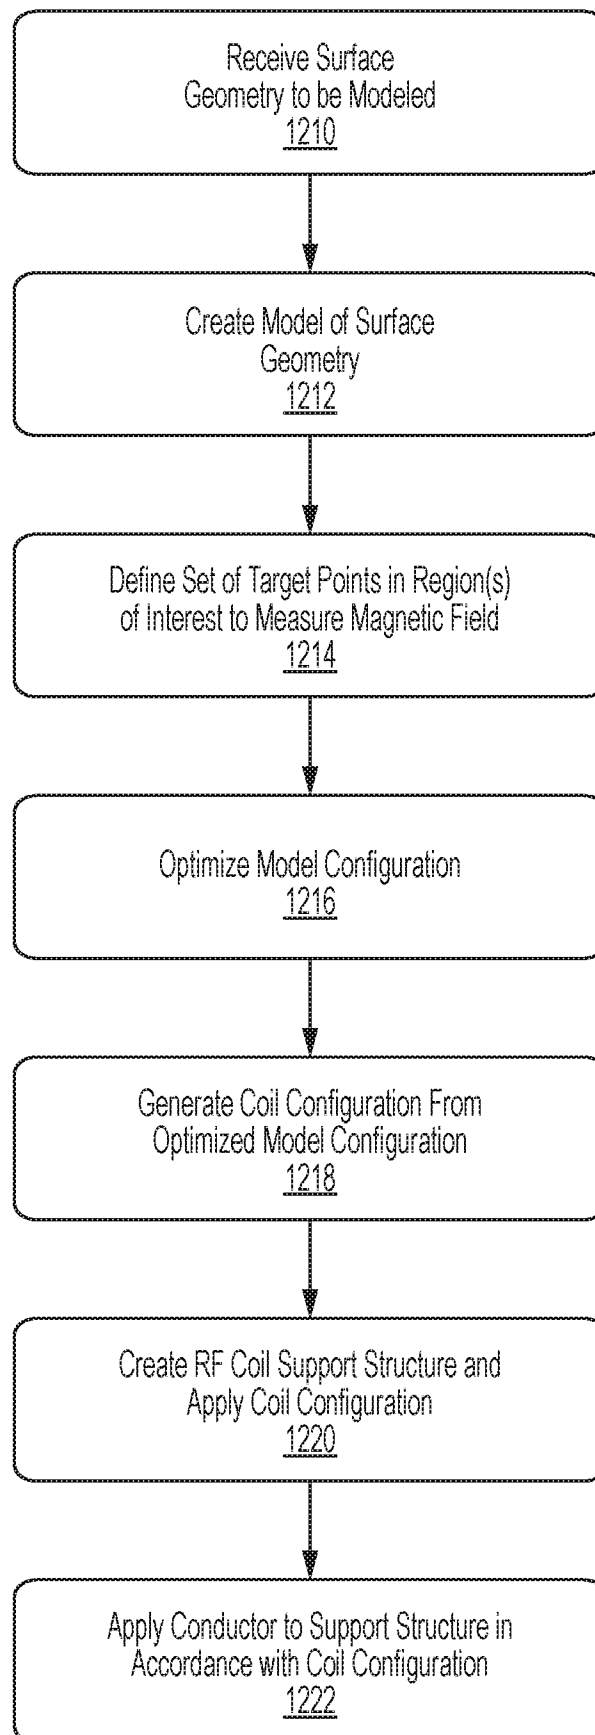 Receive Surface
Geometry to be Modeled
1210
Create Model of Surface
Geometry
1212
Define Set of Target Points in Region(s)
of Interest to Measure Magnetic Field
1214
Optimize Model Configuration
1216
Generate Coil Configuration From
Optimized Model Configuration
1218
Create RF Coil Support Structure and
Apply Coil Configuration
1220
Apply Conductor to Support Structure in
Accordance with Coil Configuration
1222